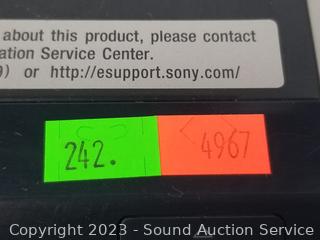 about this product, please contact
ation Service Center.
9) or http://esupport.sony.com/
242.
4967
Copyright 2023 - Sound Auction Service